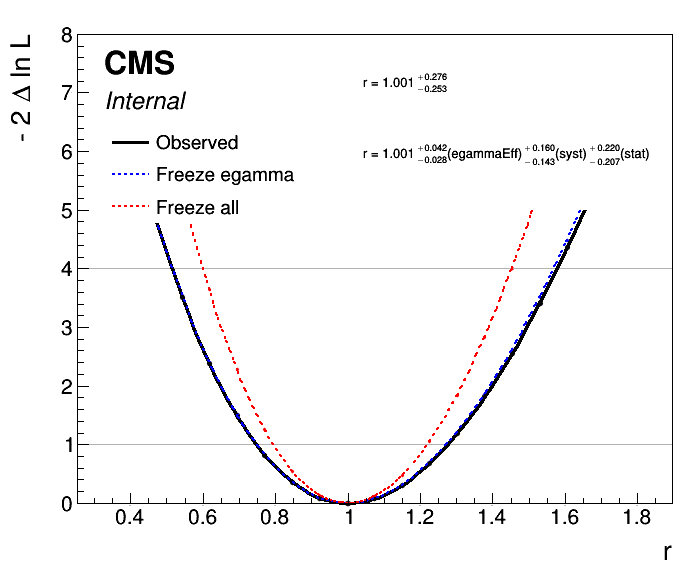 - 2 Δ ln L
8
7
6
5
4
3
2
1
0
CMS
Internal
Observed
Freeze egamma
Freeze all
r = 1.001 +0.276 −0.253
r = 1.001 +0.042 −0.028 (egammaEff) +0.160 −0.143 (syst) +0.220 −0.207 (stat)
0.4 0.6 0.8 1 1.2 1.4 1.6 1.8
r